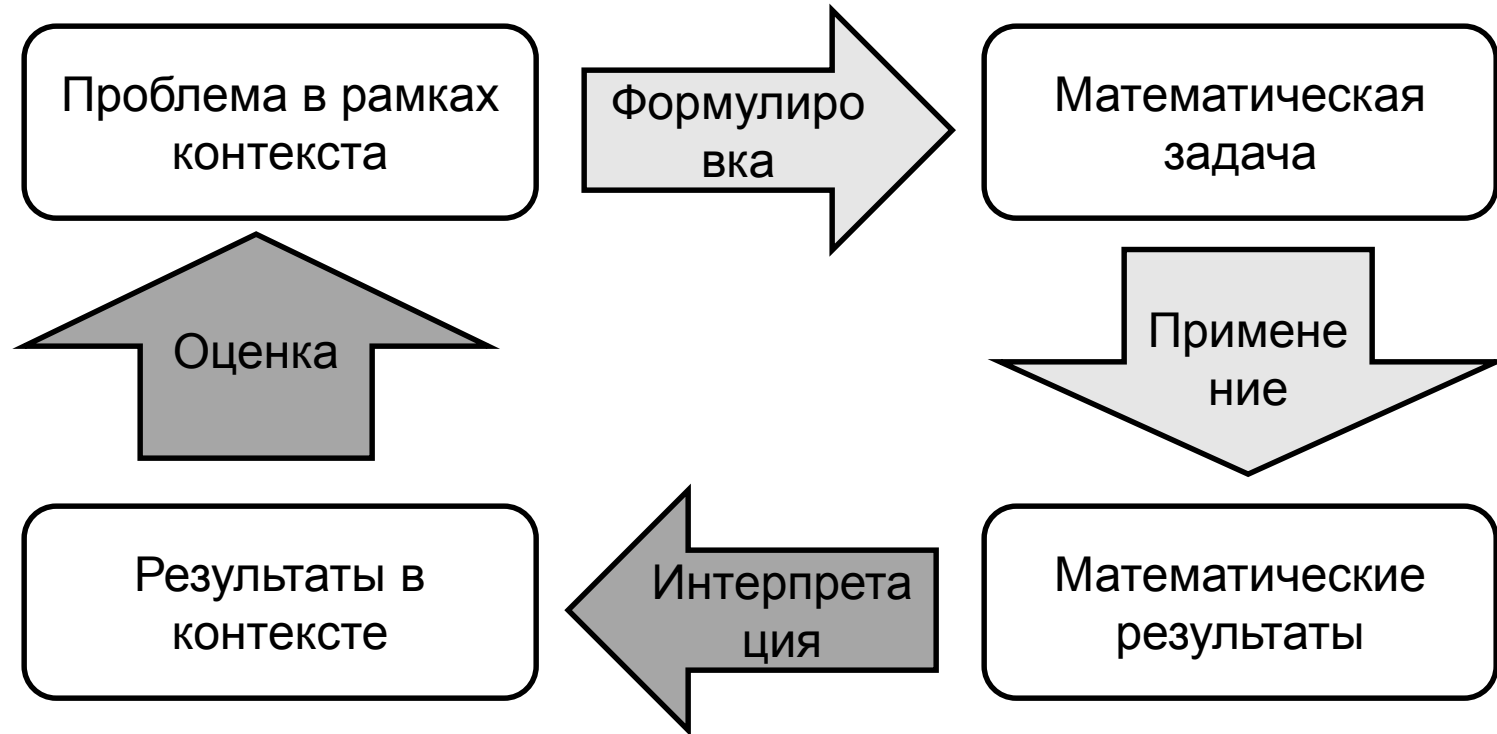 Проблема в рамках
контекста
Формулиро
вка
Математическая
задача
Оценка
Примене
ние
Результаты в
контексте
Интерпрета
ция
Математические
результаты